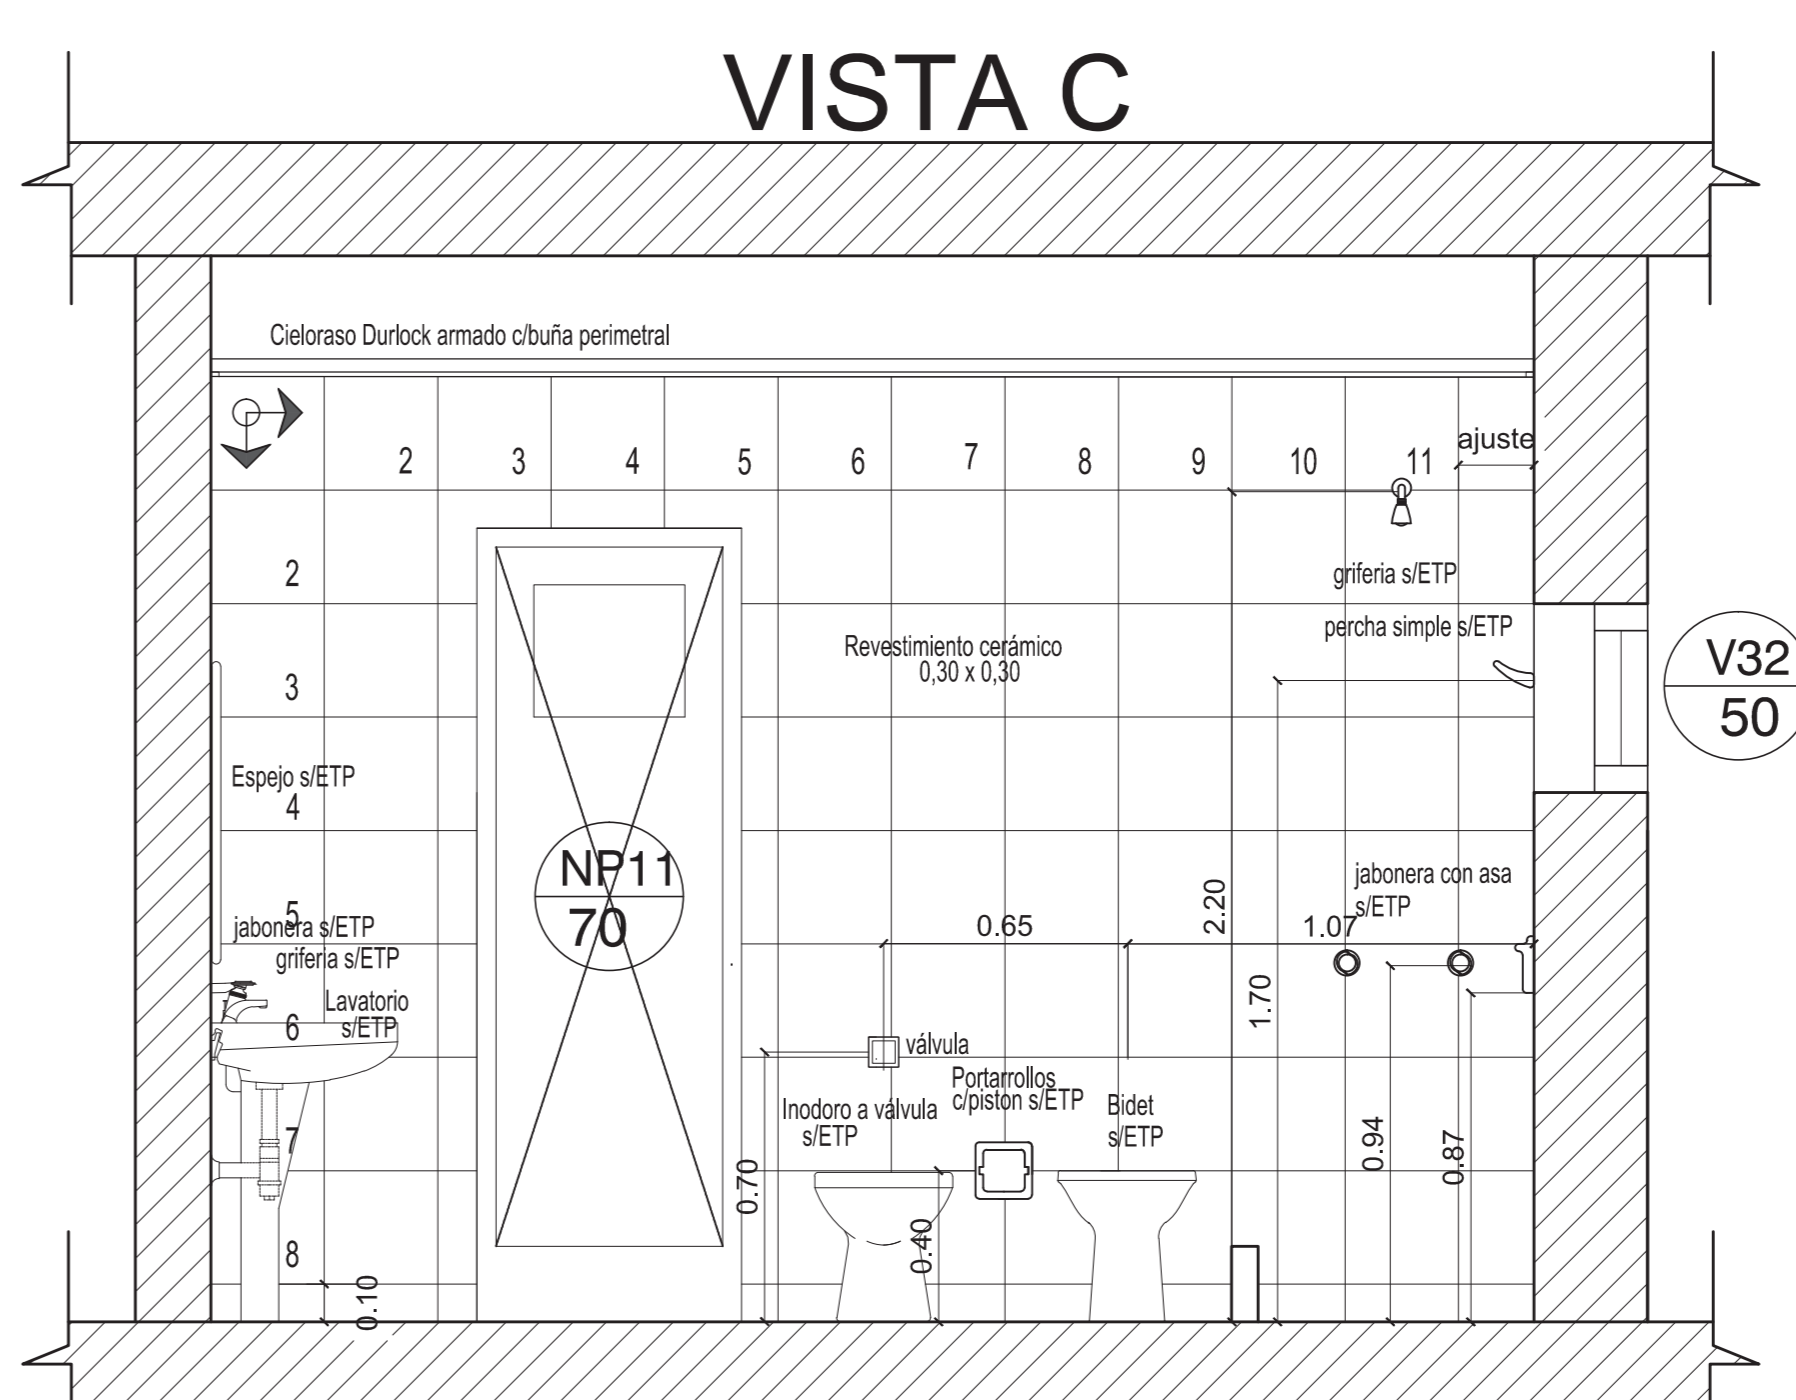 VISTA C
Cieloraso Durlock armado c/buña perimetral
ajuste
2 3 4 5 6 7 8 9 10 11
2
griferia s/ETP
percha simple s/ETP
Revestimiento cerámico
0,30 x 0,30
V32
50
3
Espejo s/ETP
4
NP11
70
jabonera con asa
s/ETP
5
jabonera s/ETP
griferia s/ETP
0.65
2.20
1.07
1.70
Lavatorio
s/ETP
6
válvula
Portarrollos
c/piston s/ETP
Inodoro a válvula
s/ETP
Bidet
s/ETP
7
0.70
0.94
0.87
0.40
8
0.10